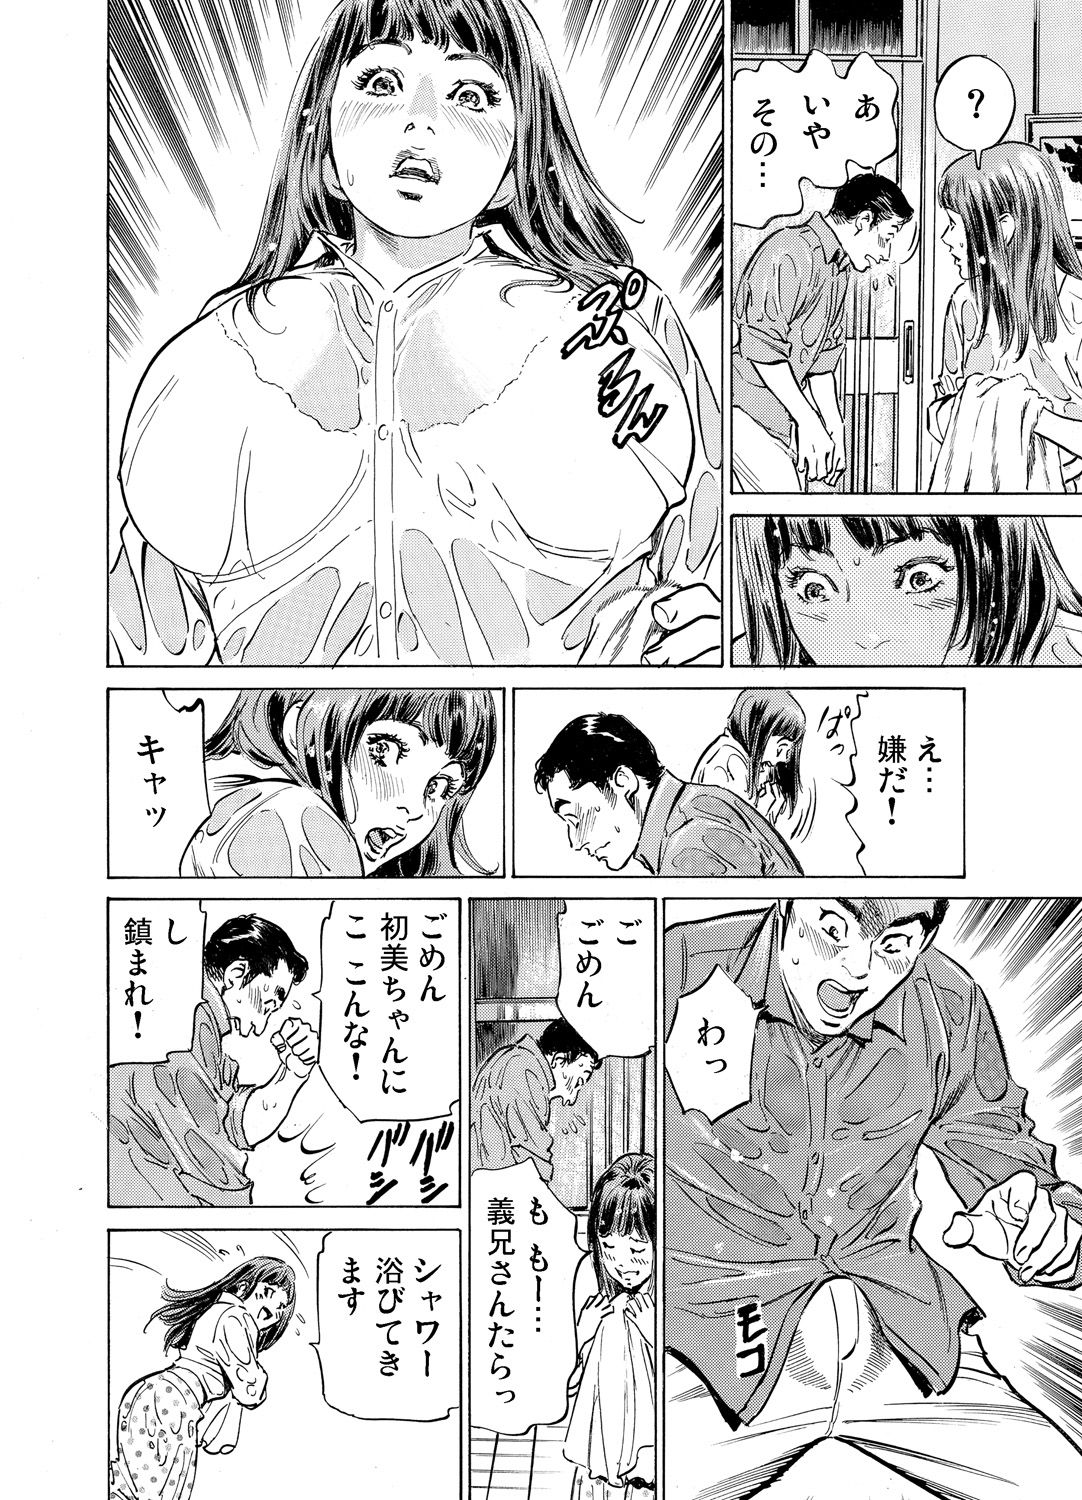 ？
あ
いや
その…
ぷるん
え…
嫌だ！
ぱっ
キャッ
わっ
モコ
ご
ごめん
も もー…
義兄さんたらっ
ごめん
初美ちゃんに
こ こんな！
し
鎮まれ！
ガシ
ガシ
シャワー
浴びてき
ます